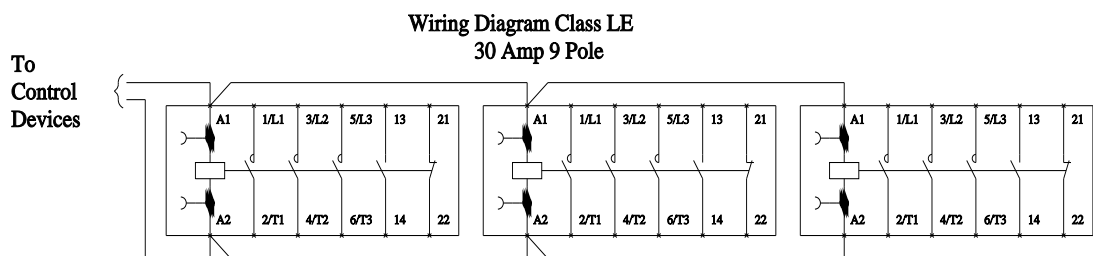 Wiring Diagram Class LE
30 Amp 9 Pole
To
Control
Devices
A1 1/L1 3/L2 5/L3 13 21
A2 2/T1 4/T2 6/T3 14 22
A1 1/L1 3/L2 5/L3 13 21
A2 2/T1 4/T2 6/T3 14 22
A1 1/L1 3/L2 5/L3 13 21
A2 2/T1 4/T2 6/T3 14 22